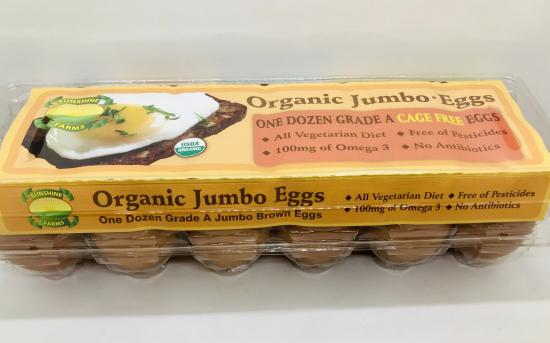 SUNSHINE
FARMS
USDA
ORGANIC
Organic Jumbo • Eggs
ONE DOZEN GRADE A CAGE FREE EGGS
◆ All Vegetarian Diet ◆ Free of Pesticides
◆ 100mg of Omega 3 ◆ No Antibiotics
SUNSHINE
FARMS
Organic Jumbo Eggs
One Dozen Grade A Jumbo Brown Eggs
◆ All Vegetarian Diet ◆ Free of Pesticides
◆ 100mg of Omega 3 ◆ No Antibiotics